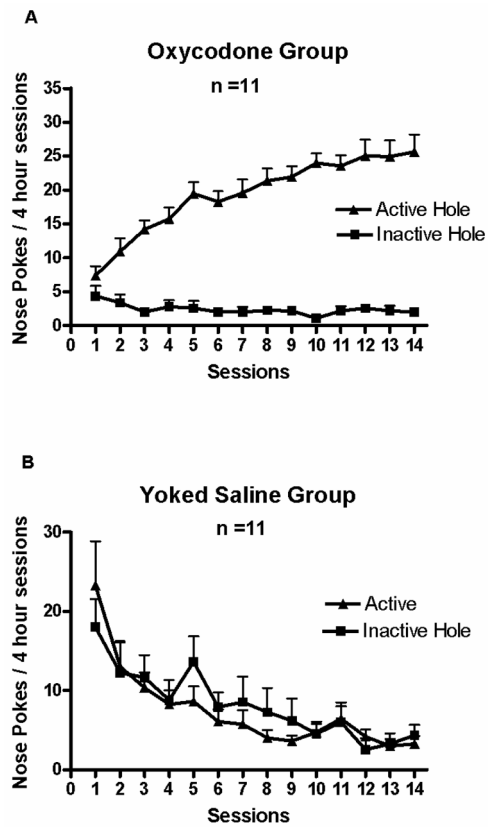 A
Oxycodone Group
n =11
Nose Pokes / 4 hour sessions
35
30
25
20
15
10
5
0
Active Hole
Inactive Hole
0 1 2 3 4 5 6 7 8 9 10 11 12 13 14
Sessions
B
Yoked Saline Group
n =11
Nose Pokes / 4 hour sessions
30
20
10
0
Active
Inactive Hole
0 1 2 3 4 5 6 7 8 9 10 11 12 13 14
Sessions